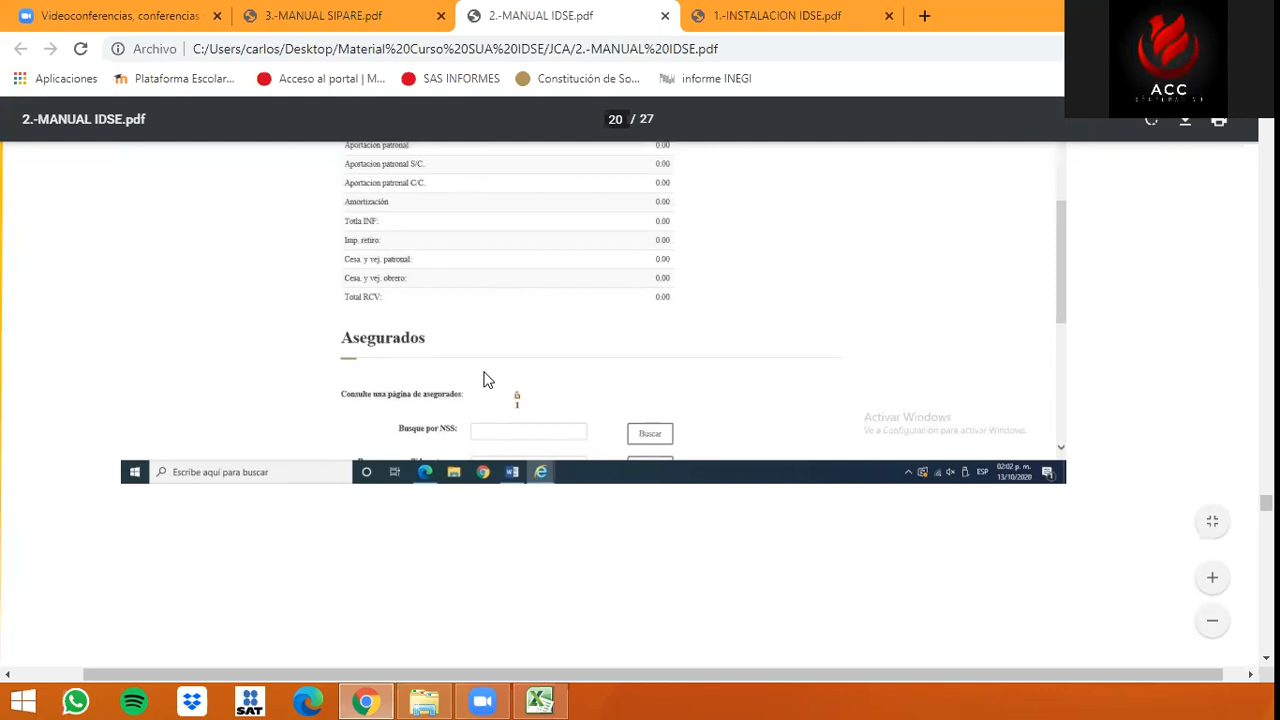 Videoconferencias, conferencias
3.-MANUAL SIPARE.pdf
2.-MANUAL IDSE.pdf
1.-INSTALACION IDSE.pdf
Archivo
C:/Users/carlos/Desktop/Material%20Curso%20SUA%20IDSE/JCA/2.-MANUAL%20IDSE.pdf
Aplicaciones
Plataforma Escolar...
Acceso al portal | M...
SAS INFORMES
Constitución de So...
informe INEGI
ACC
2.-MANUAL IDSE.pdf
20 / 27
Aportacion patronal 0.00
Aportacion patronal S/C. 0.00
Aportacion patronal C/C. 0.00
Amortización 0.00
Totla INF: 0.00
Imp. retiro: 0.00
Cesa. y vej. patronal: 0.00
Cesa. y vej. obrero: 0.00
Total RCV: 0.00
Asegurados
Consulte una página de asegurados:
1
Busque por NSS:
Buscar
Activar Windows
Ve a Configuración para activar Windows.
Escribe aquí para buscar
ESP
02:02 p. m.
13/10/2020
SAT